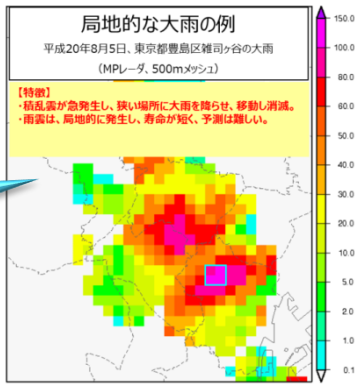 局地的な大雨の例
平成20年8月5日、東京都豊島区雑司ヶ谷の大雨
（MPレーダ、500mメッシュ）
【特徴】
・積乱雲が急発生し、狭い場所に大雨を降らせ、移動し消滅。
・雨雲は、局地的に発生し、寿命が短く、予測は難しい。
150.0
100.0
80.0
60.0
50.0
40.0
30.0
20.0
10.0
5.0
2.0
1.0
0.1